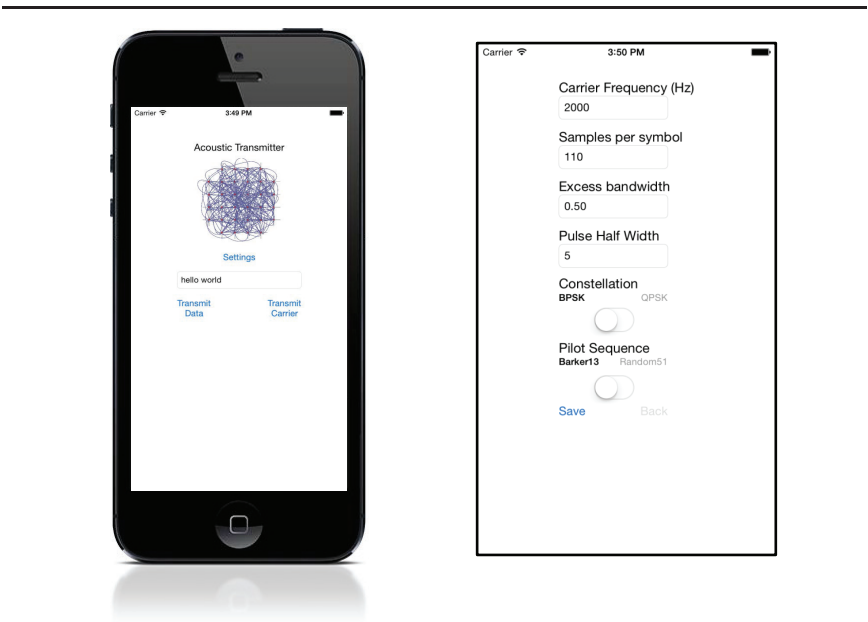 Carrier 3:49 PM
Acoustic Transmitter
Settings
hello world
Transmit Data
Transmit Carrier
Carrier 3:50 PM
Carrier Frequency (Hz)
2000
Samples per symbol
110
Excess bandwidth
0.50
Pulse Half Width
5
Constellation
BPSK QPSK
Pilot Sequence
Barker13 Random51
Save Back